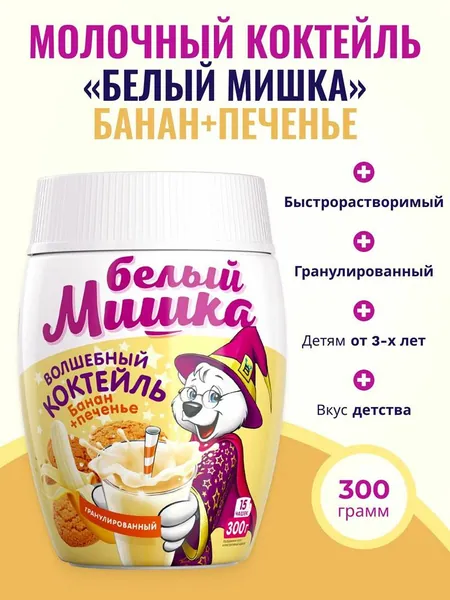 МОЛОЧНЫЙ КОКТЕЙЛЬ
«БЕЛЫЙ МИШКА»
БАНАН+ПЕЧЕНЬЕ
Быстрорастворимый
Гранулированный
Детям от 3-х лет
Вкус детства
белый
Мишка
ВОЛШЕБНЫЙ
КОКТЕЙЛЬ
Банан
+печенье
ГРАНУЛИРОВАННЫЙ
15
чашек
300г
300
грамм